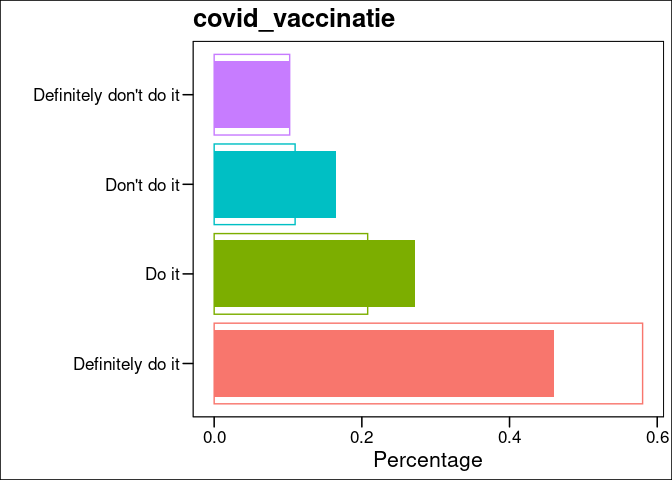 covid_vaccinatie
Definitely don't do it
Don't do it
Do it
Definitely do it
0.0 0.2 0.4 0.6
Percentage